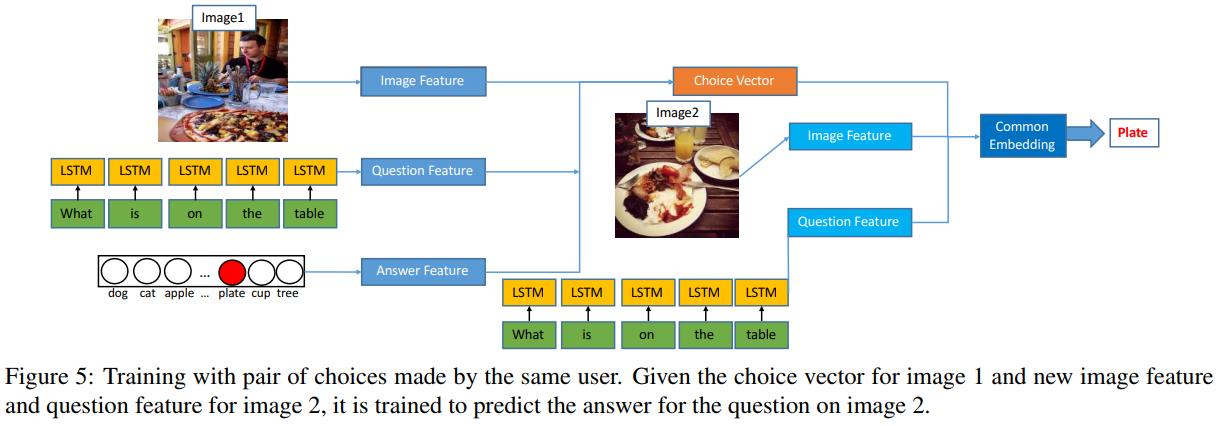 Image1
Image Feature
Choice Vector
Image2
Image Feature
Common
Embedding
Plate
LSTM LSTM LSTM LSTM LSTM
Question Feature
What is on the table
Question Feature
Answer Feature
...
dog cat apple ... plate cup tree
LSTM LSTM LSTM LSTM LSTM
What is on the table
Figure 5: Training with pair of choices made by the same user. Given the choice vector for image 1 and new image feature
and question feature for image 2, it is trained to predict the answer for the question on image 2.